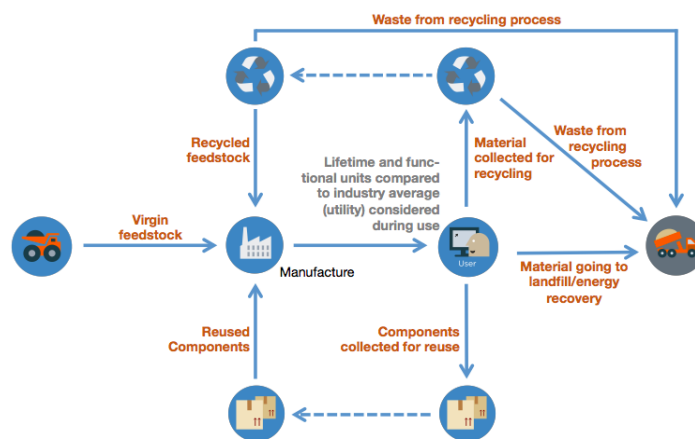 Waste from recycling process
Recycled
feedstock
Lifetime and func-
tional units compared
to industry average
(utility) considered
during use
Material
collected for
recycling
Waste from
recycling
process
Virgin
feedstock
Manufacture
User
Material going to
landfill/energy
recovery
Reused
Components
Components
collected for reuse